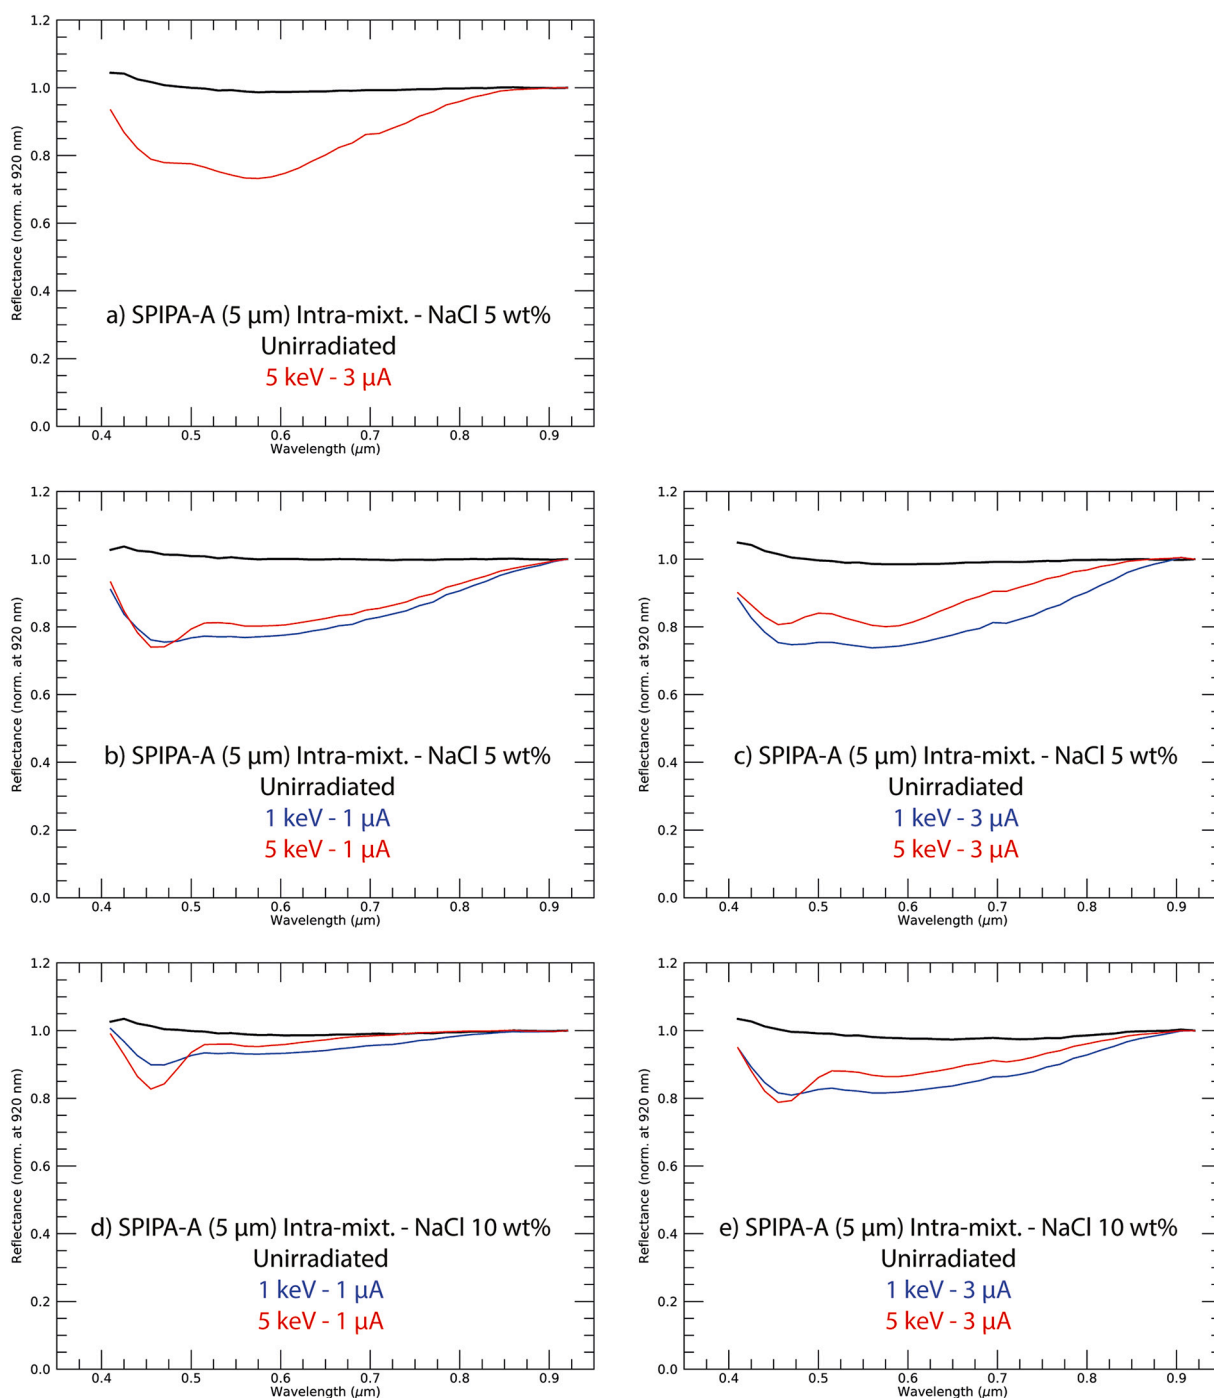 1.2
1.0
0.8
0.6
0.4
0.2
0.0
Reflectance (norm. at 920 nm)
a) SPIPA-A (5 µm) Intra-mixt. - NaCl 5 wt%
Unirradiated
5 keV - 3 µA
0.4 0.5 0.6 0.7 0.8 0.9
Wavelength (µm)
1.2
1.0
0.8
0.6
0.4
0.2
0.0
Reflectance (norm. at 920 nm)
b) SPIPA-A (5 µm) Intra-mixt. - NaCl 5 wt%
Unirradiated
1 keV - 1 µA
5 keV - 1 µA
0.4 0.5 0.6 0.7 0.8 0.9
Wavelength (µm)
1.2
1.0
0.8
0.6
0.4
0.2
0.0
Reflectance (norm. at 920 nm)
c) SPIPA-A (5 µm) Intra-mixt. - NaCl 5 wt%
Unirradiated
1 keV - 3 µA
5 keV - 3 µA
0.4 0.5 0.6 0.7 0.8 0.9
Wavelength (µm)
1.2
1.0
0.8
0.6
0.4
0.2
0.0
Reflectance (norm. at 920 nm)
d) SPIPA-A (5 µm) Intra-mixt. - NaCl 10 wt%
Unirradiated
1 keV - 1 µA
5 keV - 1 µA
0.4 0.5 0.6 0.7 0.8 0.9
Wavelength (µm)
1.2
1.0
0.8
0.6
0.4
0.2
0.0
Reflectance (norm. at 920 nm)
e) SPIPA-A (5 µm) Intra-mixt. - NaCl 10 wt%
Unirradiated
1 keV - 3 µA
5 keV - 3 µA
0.4 0.5 0.6 0.7 0.8 0.9
Wavelength (µm)